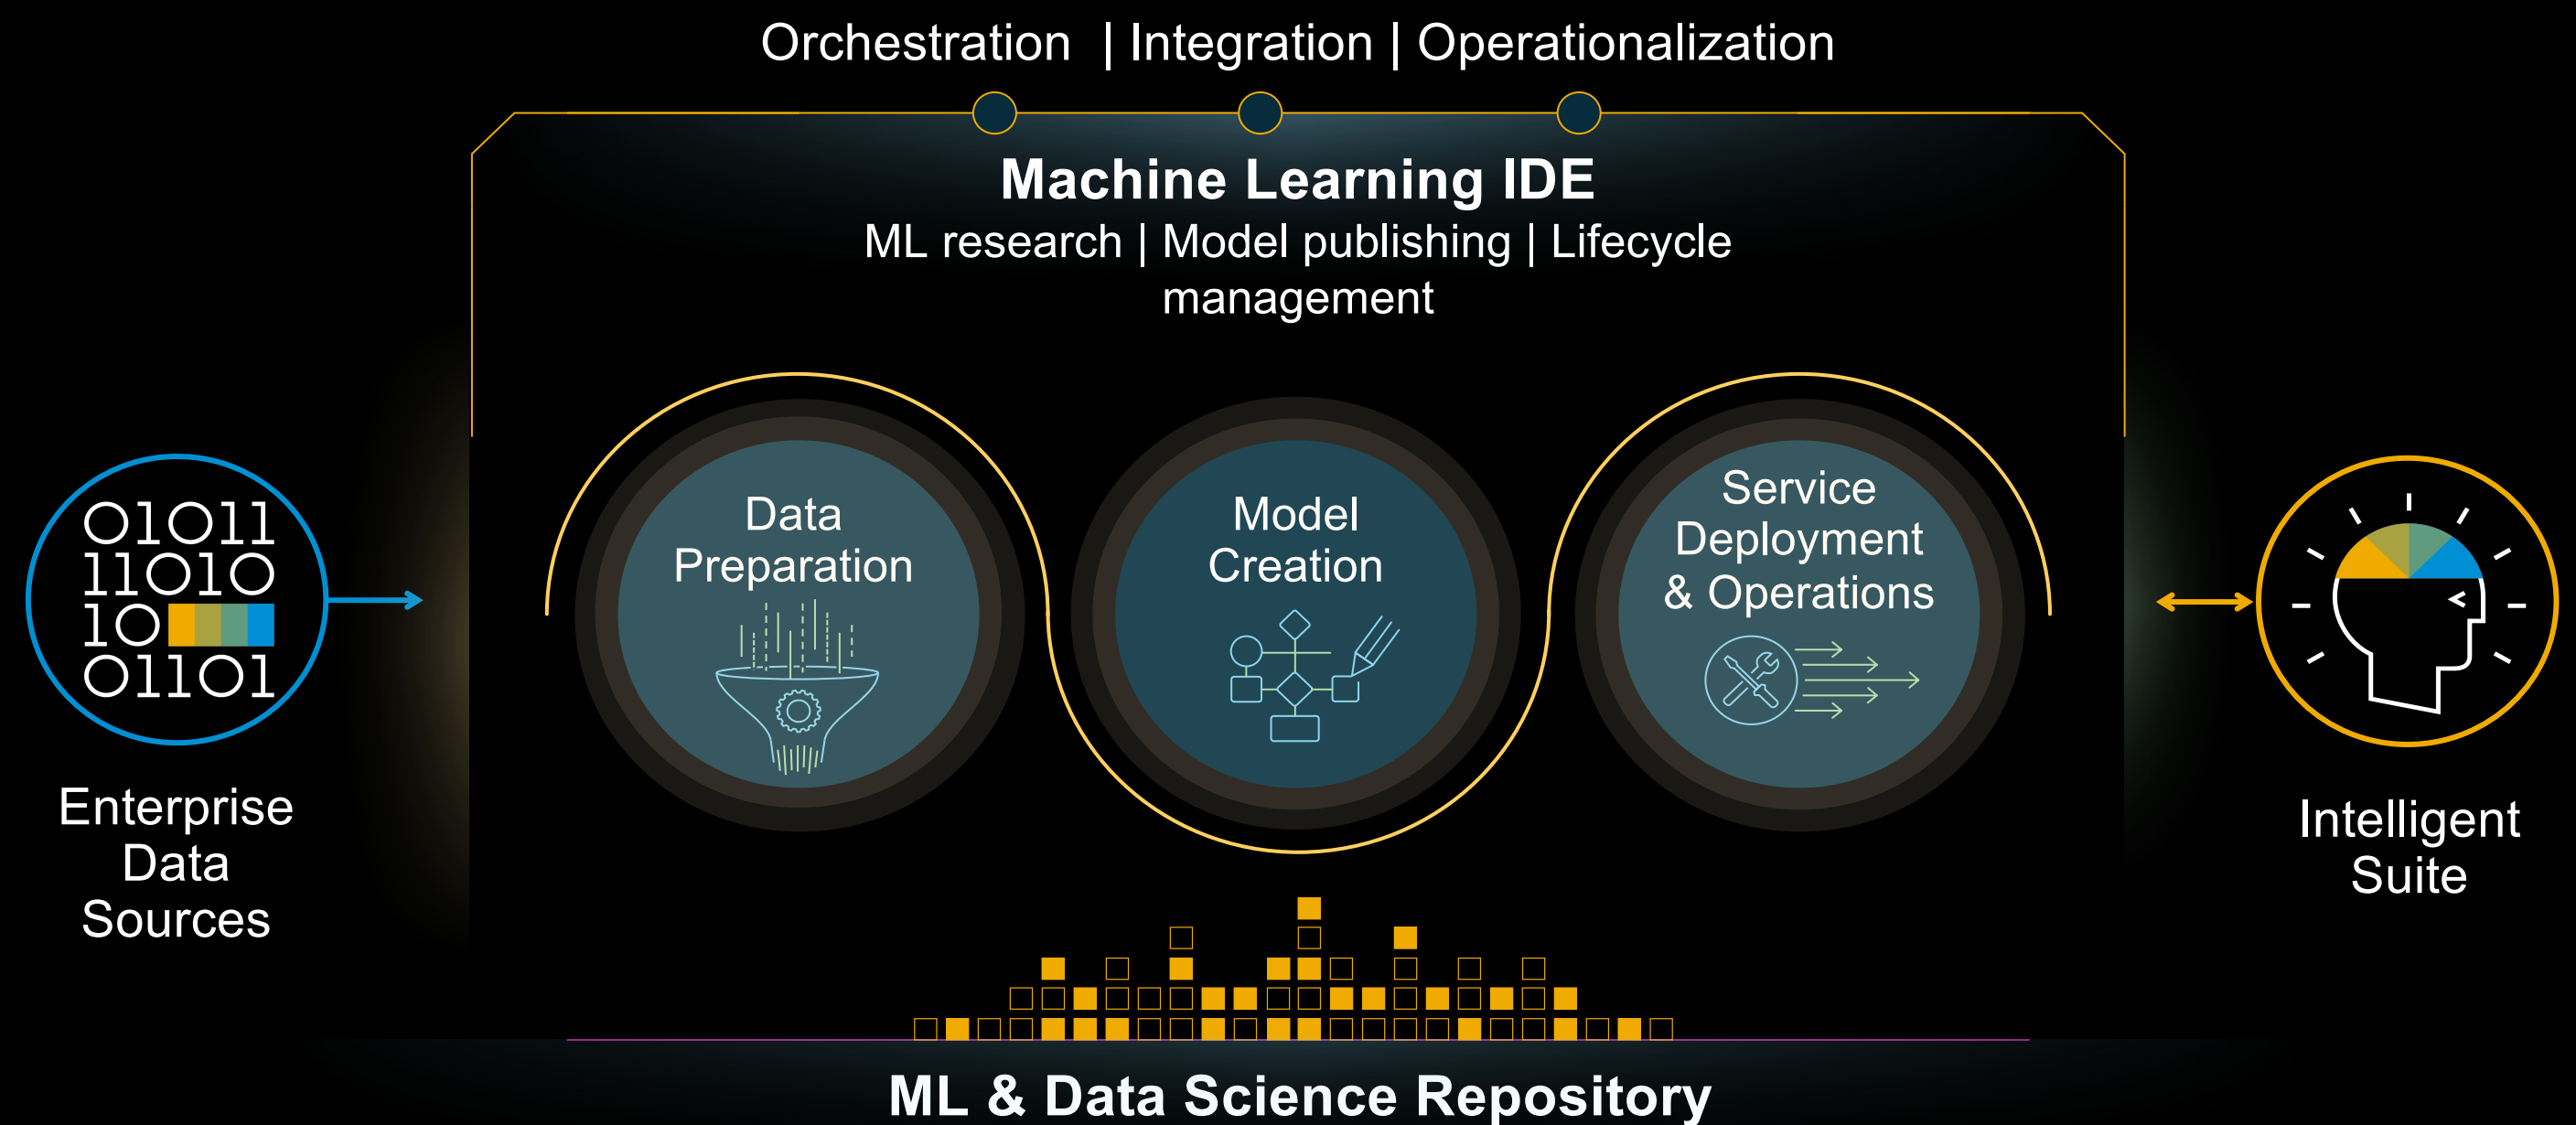 Orchestration | Integration | Operationalization
Machine Learning IDE
ML research | Model publishing | Lifecycle
management
01011
11010
10
01101
Enterprise
Data
Sources
Data
Preparation
Model
Creation
Service
Deployment
& Operations
Intelligent
Suite
ML & Data Science Repository